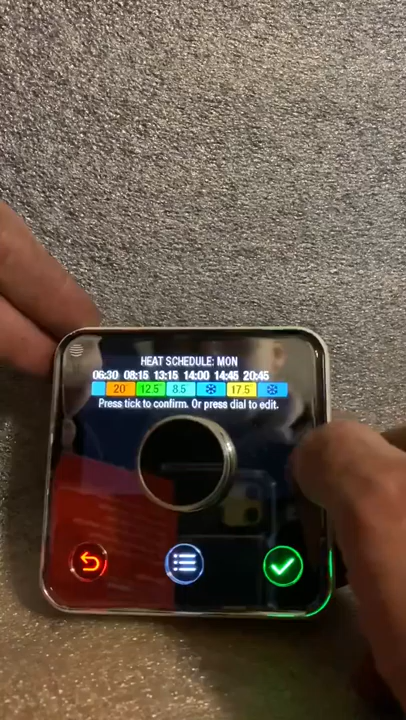 HEAT SCHEDULE: MON
06:30 08:15 13:15 14:00 14:45 20:45
20° 12.5° 8.5° 17.5°
Press tick to confirm. Or press dial to edit.